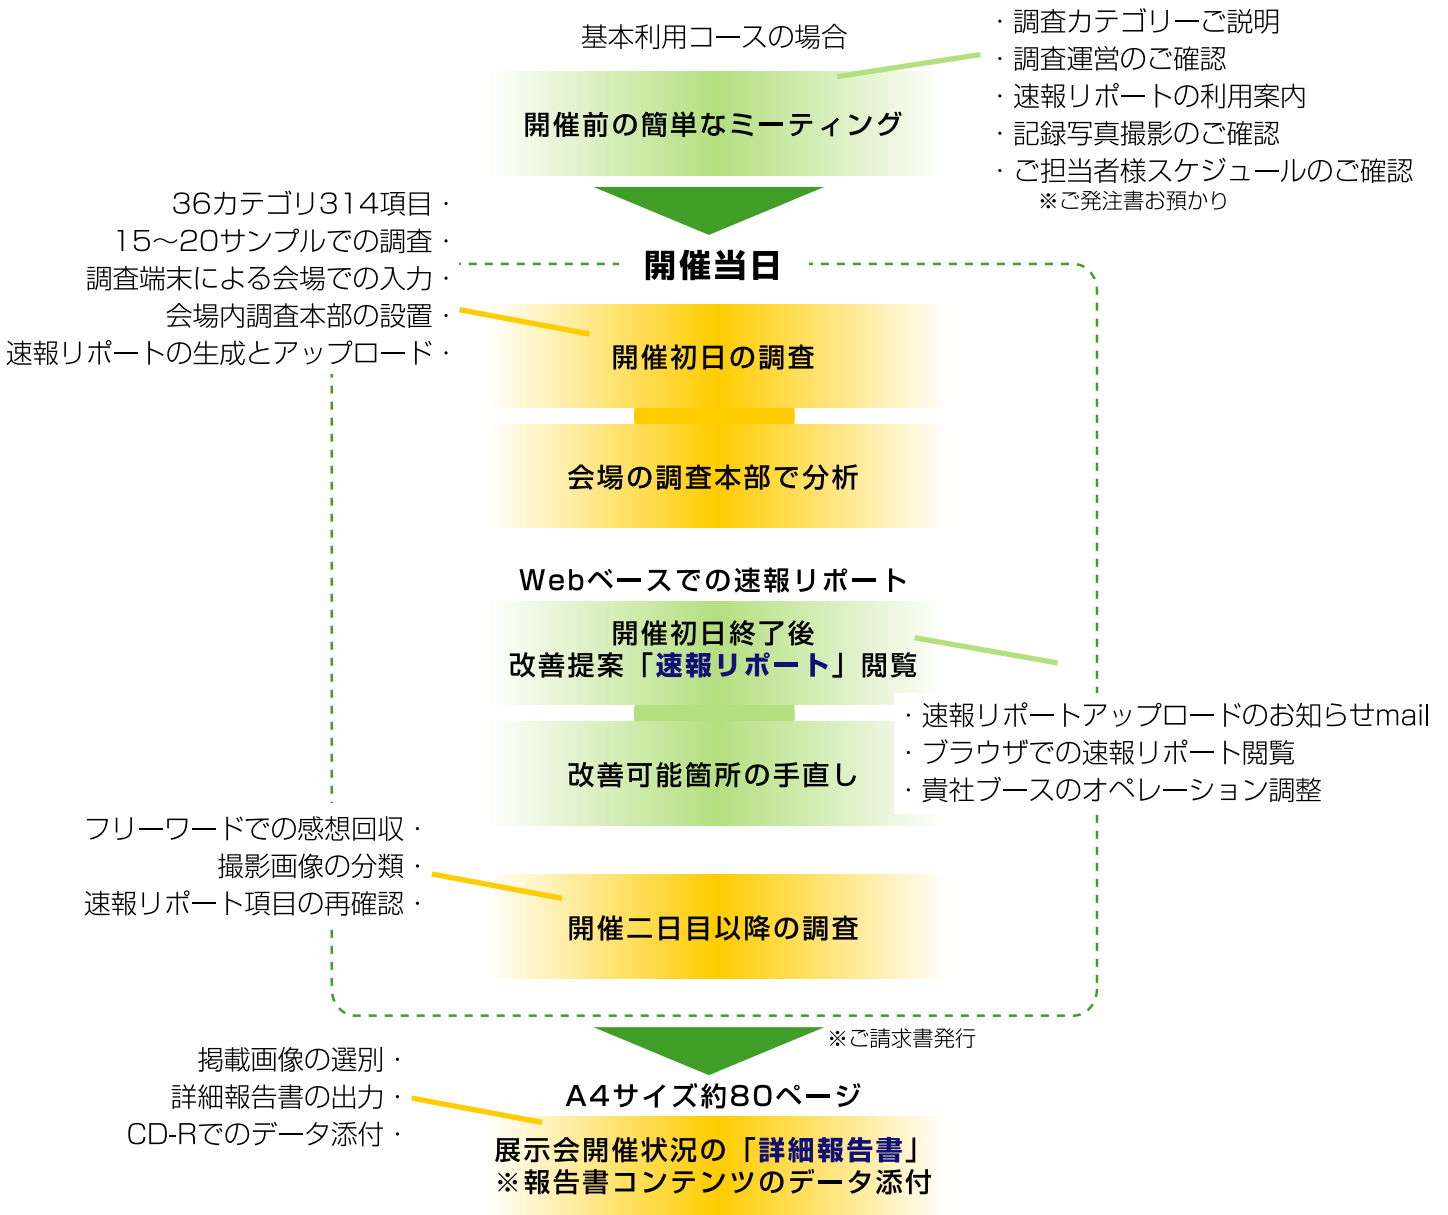 基本利用コースの場合
・調査カテゴリーご説明
・調査運営のご確認
・速報リポートの利用案内
・記録写真撮影のご確認
・ご担当者様スケジュールのご確認
※ご発注書お預かり
開催前の簡単なミーティング
36カテゴリ314項目・
15〜20サンプルでの調査・
調査端末による会場での入力・
会場内調査本部の設置・
速報リポートの生成とアップロード・
開催当日
開催初日の調査
会場の調査本部で分析
Webベースでの速報リポート
開催初日終了後
改善提案「速報リポート」閲覧
・速報リポートアップロードのお知らせmail
・ブラウザでの速報リポート閲覧
・貴社ブースのオペレーション調整
改善可能箇所の手直し
フリーワードでの感想回収・
撮影画像の分類・
速報リポート項目の再確認・
開催二日目以降の調査
※ご請求書発行
掲載画像の選別・
詳細報告書の出力・
CD-Rでのデータ添付・
A4サイズ約80ページ
展示会開催状況の「詳細報告書」
※報告書コンテンツのデータ添付